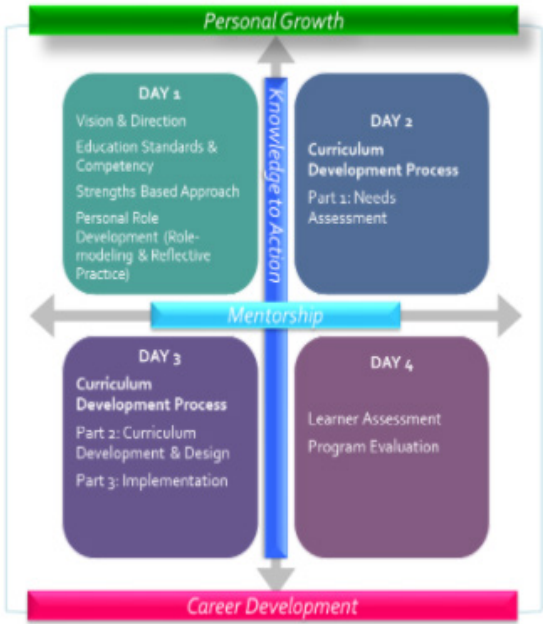 Personal Growth
DAY 1
Vision & Direction
Education Standards &
Competency
Strengths Based Approach
Personal Role
Development (Role-
modeling & Reflective
Practice)
Knowledge to Action
DAY 2
Curriculum
Development Process
Part 1: Needs
Assessment
Mentorship
DAY 3
Curriculum
Development Process
Part 2: Curriculum
Development & Design
Part 3: Implementation
DAY 4
Learner Assessment
Program Evaluation
Career Development